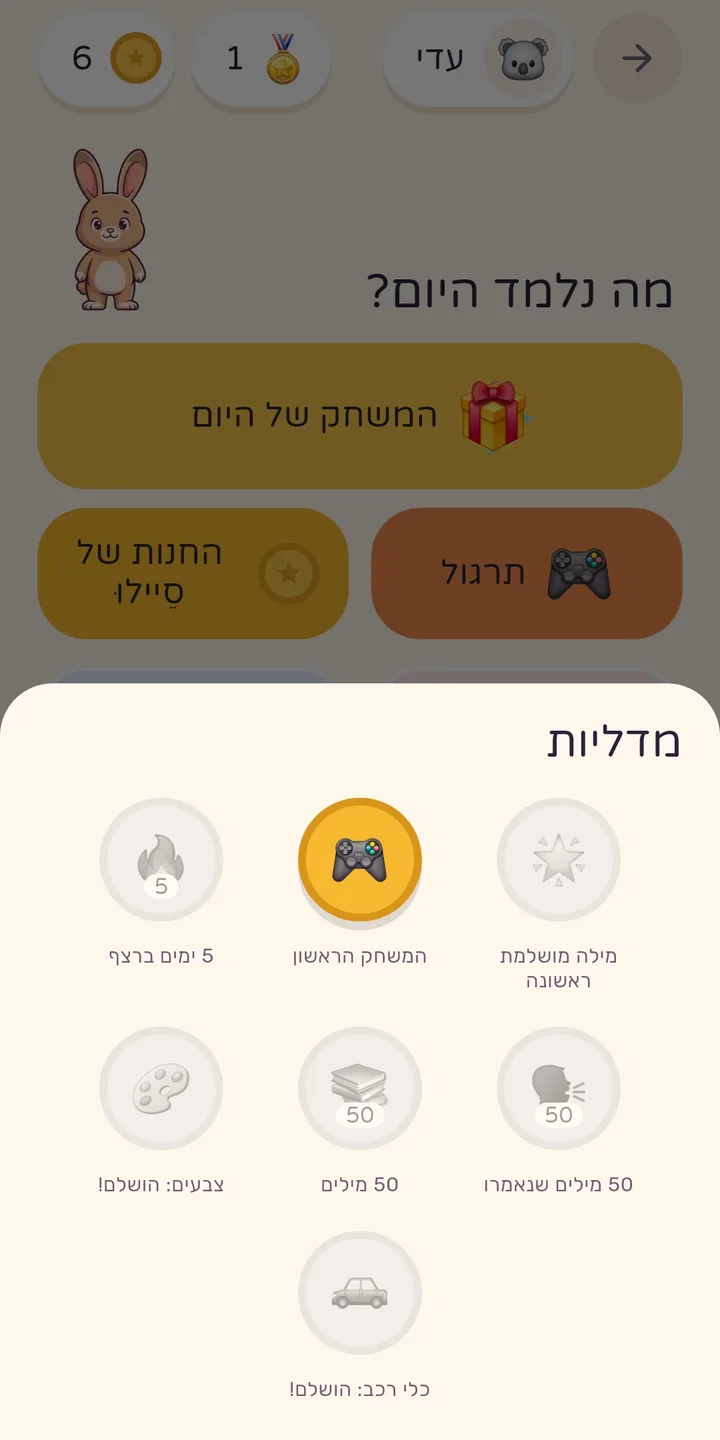 עדי
1
6
מה נלמד היום?
המשחק של היום
תרגול
החנות של
סֵיילוּ
מדליות
מילה מושלמת
ראשונה
המשחק הראשון
5
5 ימים ברצף
50
50 מילים שנאמרו
50
50 מילים
צבעים: הושלם!
כלי רכב: הושלם!